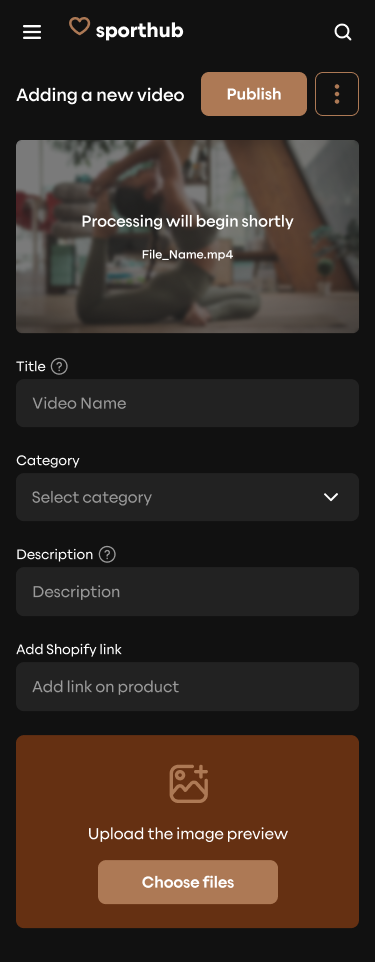 sporthub
Adding a new video
Publish
Processing will begin shortly
File_Name.mp4
Title
Video Name
Category
Select category
Description
Description
Add Shopify link
Add link on product
Upload the image preview
Choose files